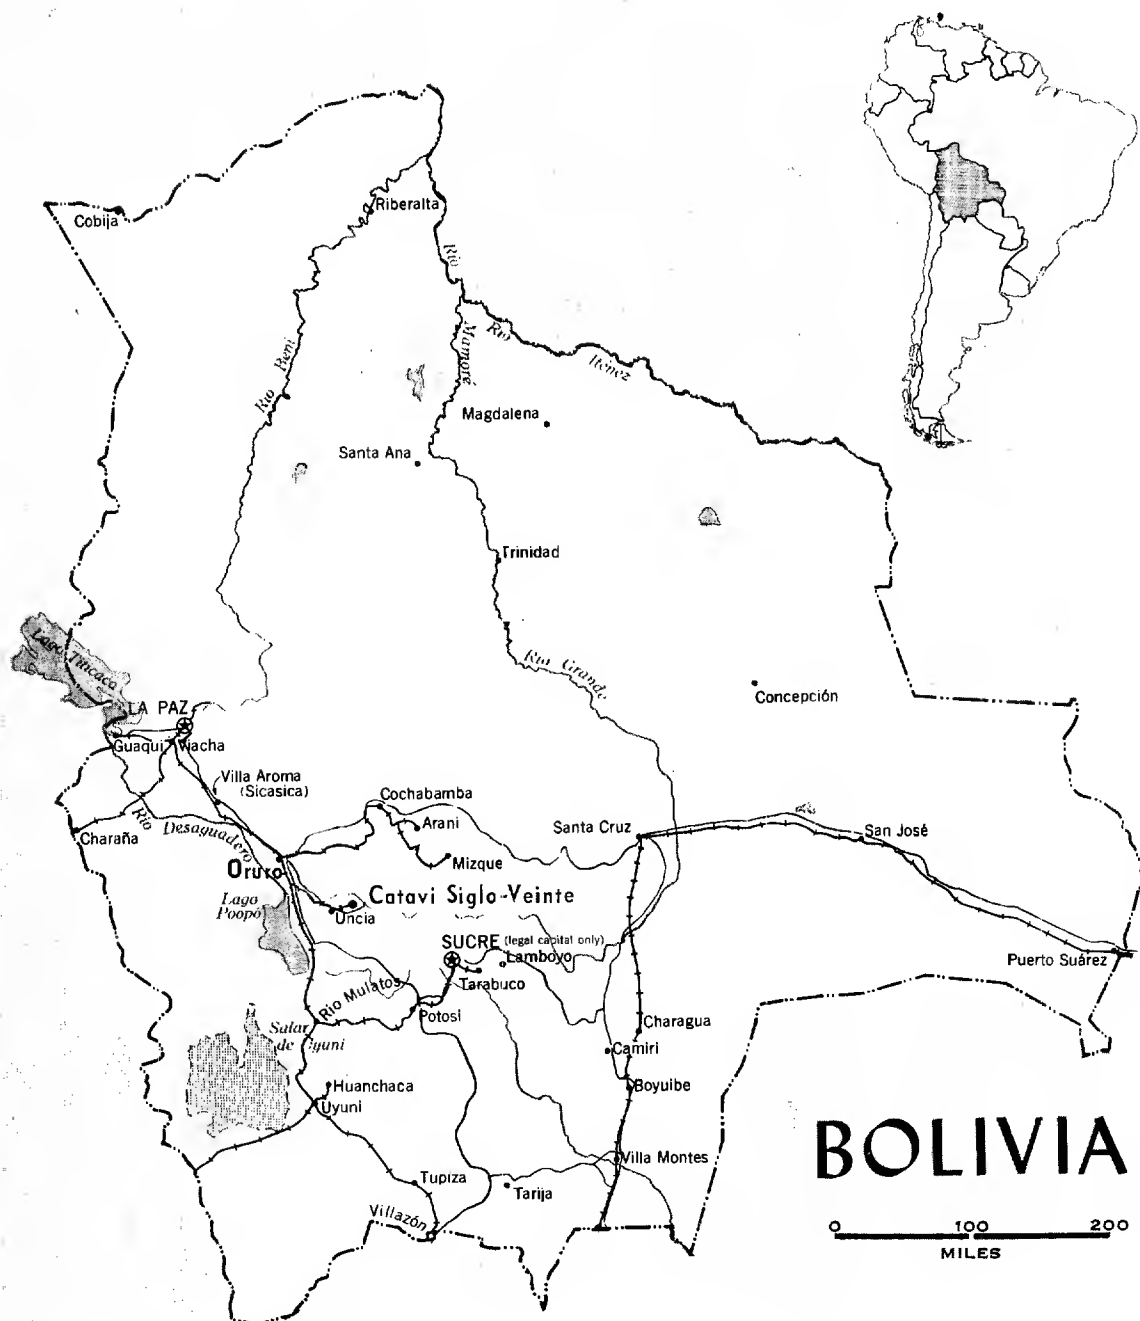 Cobija
Riberalta
Rio
Rio
Mamoré
Iténez
Rio Beni
Magdalena
Santa Ana
Trinidad
Lago Titicaca
Rio Grande
Concepción
LA PAZ
Guaqui
Viacha
Villa Aroma
(Sicasica)
Cochabamba
Arani
Charaña
Rio
Desaguadero
Santa Cruz
San José
Mizque
Oruro
Lago
Poopó
Catavi Siglo-Veinte
Uncia
SUCRE (legal capital only)
Lamboyo
Tarabuco
Puerto Suárez
Rio Mulatos
Potosí
Salar
de Uyuni
Charagua
Camiri
Huanchaca
Uyuni
Boyuibe
Villa Montes
Tupiza
Tarija
Villazón
BOLIVIA
0 100 200
MILES